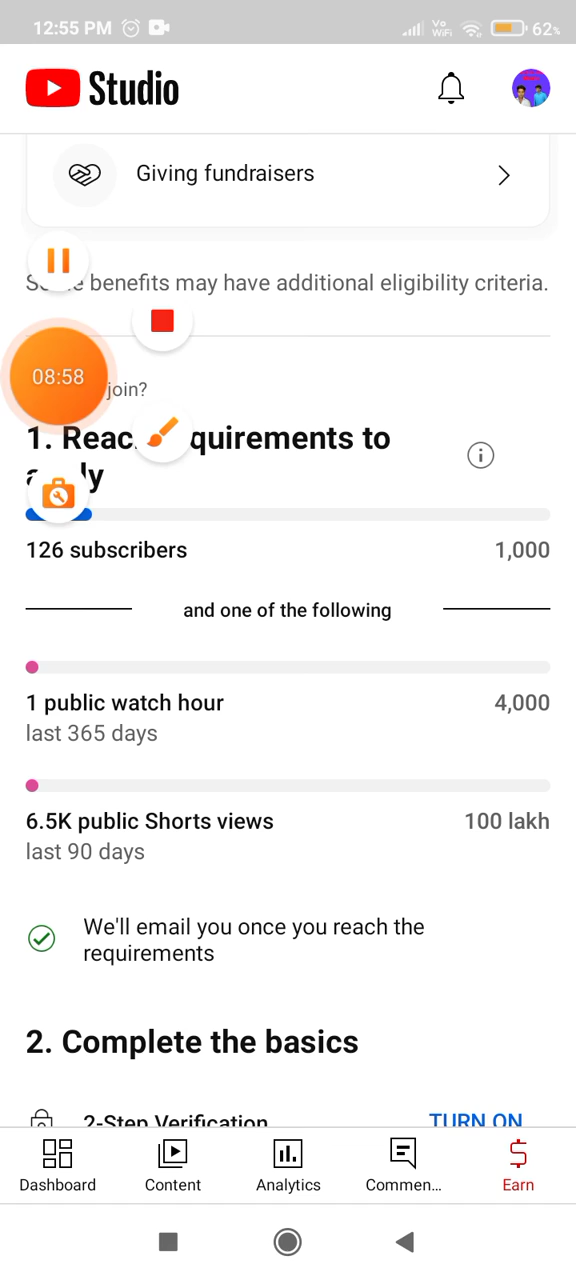 12:55 PM
Vo
WiFi
62%
Studio
Giving fundraisers
benefits may have additional eligibility criteria.
08:58
join?
1. Reac quirements to
y
126 subscribers
1,000
and one of the following
1 public watch hour
4,000
last 365 days
6.5K public Shorts views
100 lakh
last 90 days
We'll email you once you reach the
requirements
2. Complete the basics
2-Step Verification
TURN ON
Dashboard
Content
Analytics
Commen...
Earn